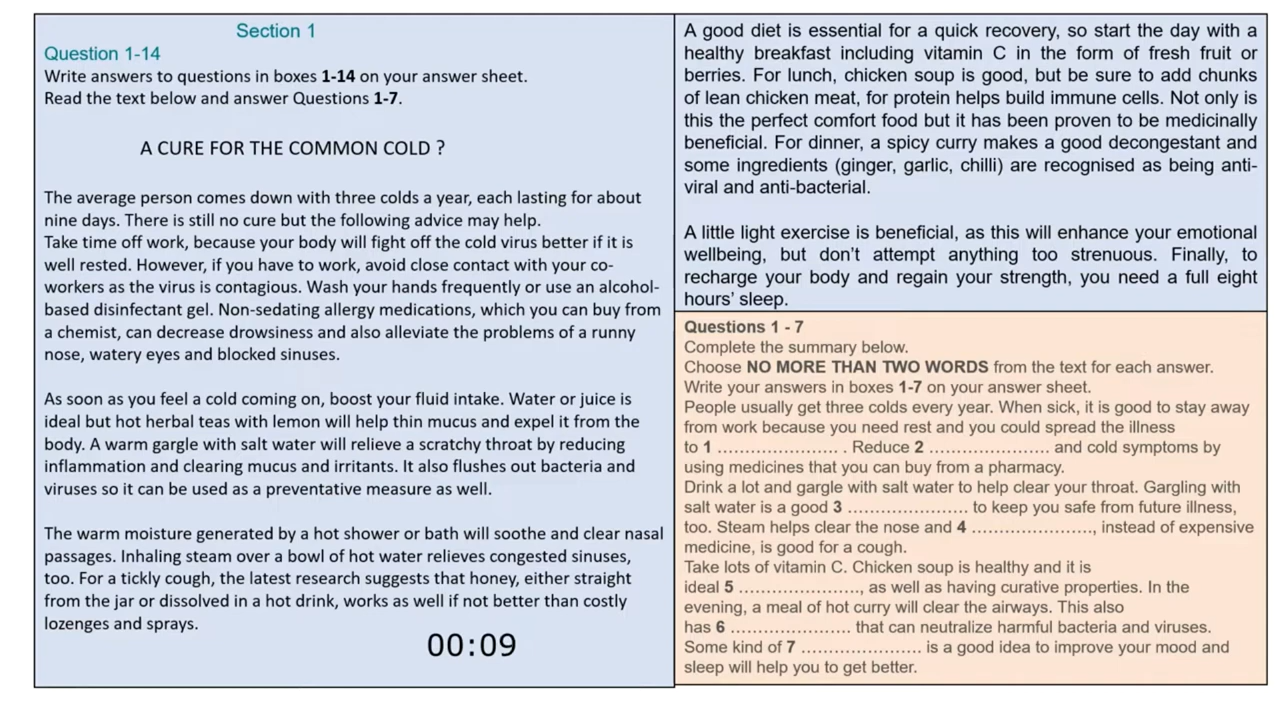 Section 1
Question 1-14
Write answers to questions in boxes 1-14 on your answer sheet.
Read the text below and answer Questions 1-7.
A CURE FOR THE COMMON COLD ?
The average person comes down with three colds a year, each lasting for about
nine days. There is still no cure but the following advice may help.
Take time off work, because your body will fight off the cold virus better if it is
well rested. However, if you have to work, avoid close contact with your co-
workers as the virus is contagious. Wash your hands frequently or use an alcohol-
based disinfectant gel. Non-sedating allergy medications, which you can buy from
a chemist, can decrease drowsiness and also alleviate the problems of a runny
nose, watery eyes and blocked sinuses.
As soon as you feel a cold coming on, boost your fluid intake. Water or juice is
ideal but hot herbal teas with lemon will help thin mucus and expel it from the
body. A warm gargle with salt water will relieve a scratchy throat by reducing
inflammation and clearing mucus and irritants. It also flushes out bacteria and
viruses so it can be used as a preventative measure as well.
The warm moisture generated by a hot shower or bath will soothe and clear nasal
passages. Inhaling steam over a bowl of hot water relieves congested sinuses,
too. For a tickly cough, the latest research suggests that honey, either straight
from the jar or dissolved in a hot drink, works as well if not better than costly
lozenges and sprays.
00:09
A good diet is essential for a quick recovery, so start the day with a
healthy breakfast including vitamin C in the form of fresh fruit or
berries. For lunch, chicken soup is good, but be sure to add chunks
of lean chicken meat, for protein helps build immune cells. Not only is
this the perfect comfort food but it has been proven to be medicinally
beneficial. For dinner, a spicy curry makes a good decongestant and
some ingredients (ginger, garlic, chilli) are recognised as being anti-
viral and anti-bacterial.
A little light exercise is beneficial, as this will enhance your emotional
wellbeing, but don't attempt anything too strenuous. Finally, to
recharge your body and regain your strength, you need a full eight
hours' sleep.
Questions 1 - 7
Complete the summary below.
Choose NO MORE THAN TWO WORDS from the text for each answer.
Write your answers in boxes 1-7 on your answer sheet.
People usually get three colds every year. When sick, it is good to stay away
from work because you need rest and you could spread the illness
to 1 ...................... . Reduce 2 ...................... and cold symptoms by
using medicines that you can buy from a pharmacy.
Drink a lot and gargle with salt water to help clear your throat. Gargling with
salt water is a good 3 ...................... to keep you safe from future illness,
too. Steam helps clear the nose and 4 ......................, instead of expensive
medicine, is good for a cough.
Take lots of vitamin C. Chicken soup is healthy and it is
ideal 5 ......................, as well as having curative properties. In the
evening, a meal of hot curry will clear the airways. This also
has 6 ...................... that can neutralize harmful bacteria and viruses.
Some kind of 7 ...................... is a good idea to improve your mood and
sleep will help you to get better.